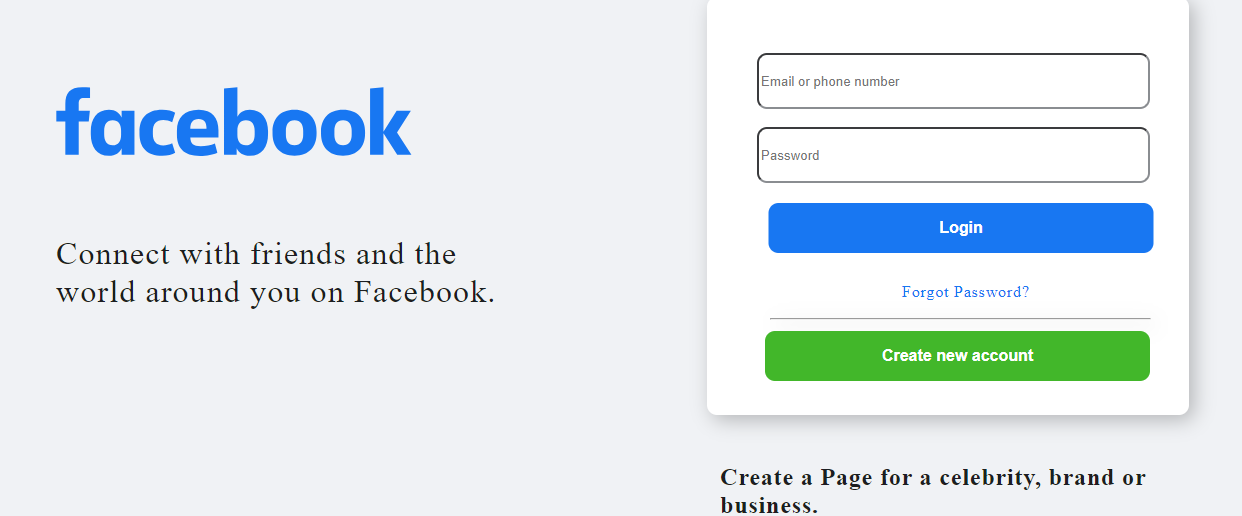 facebook
Connect with friends and the
world around you on Facebook.
Email or phone number
Password
Login
Forgot Password?
Create new account
Create a Page for a celebrity, brand or
business.